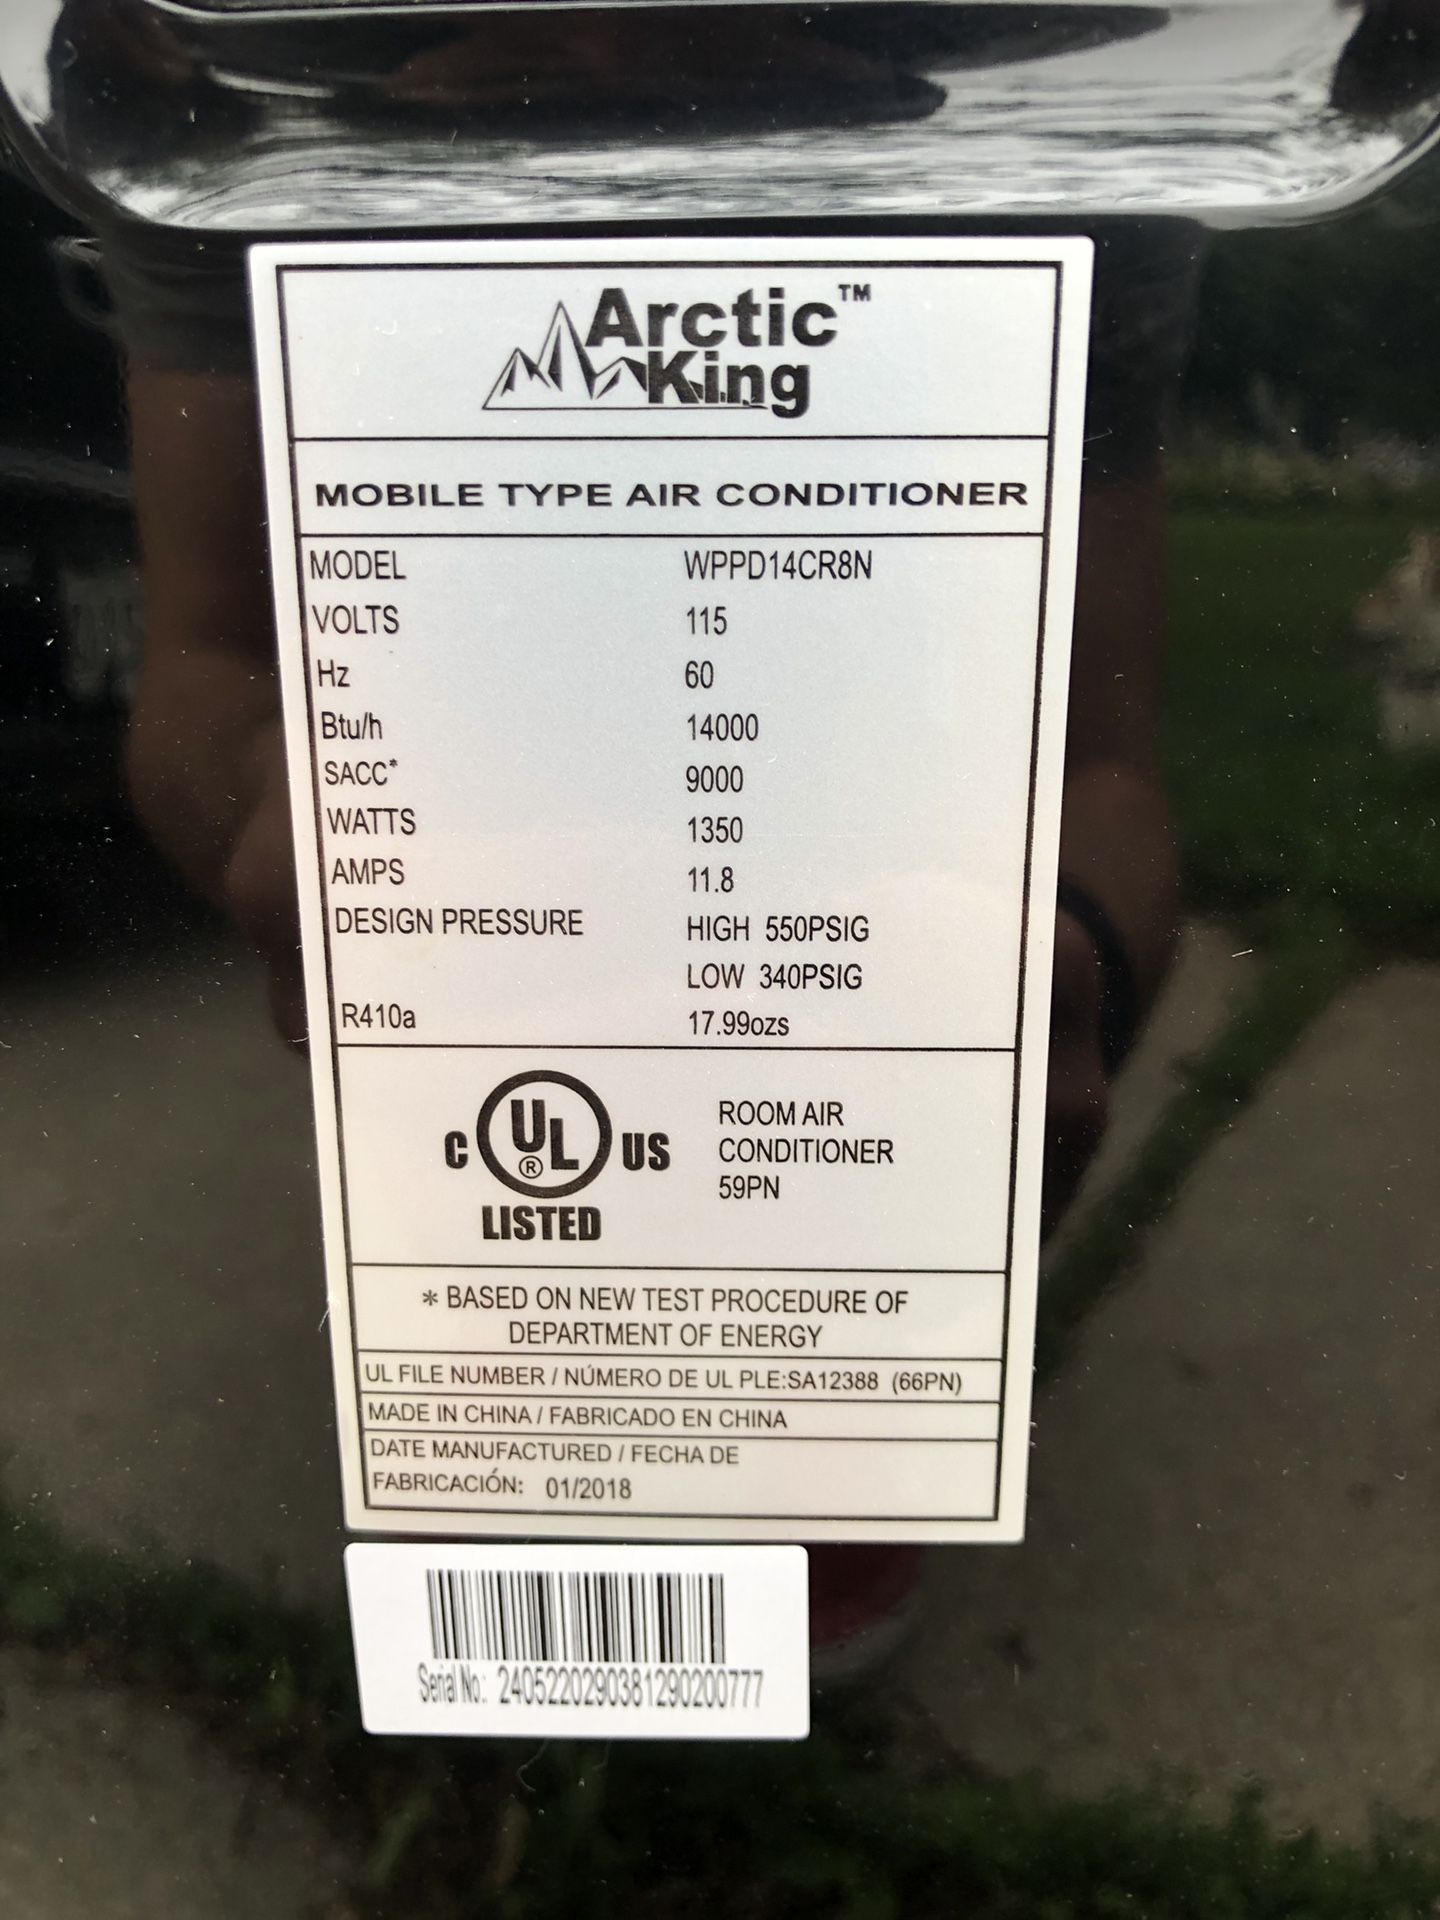 Arctic™
King
MOBILE TYPE AIR CONDITIONER
MODEL WPPD14CR8N
VOLTS 115
Hz 60
Btu/h 14000
SACC* 9000
WATTS 1350
AMPS 11.8
DESIGN PRESSURE HIGH 550PSIG
LOW 340PSIG
R410a 17.99ozs
C UL® US
LISTED
ROOM AIR
CONDITIONER
59PN
* BASED ON NEW TEST PROCEDURE OF
DEPARTMENT OF ENERGY
UL FILE NUMBER / NÚMERO DE UL PLE:SA12388 (66PN)
MADE IN CHINA / FABRICADO EN CHINA
DATE MANUFACTURED / FECHA DE
FABRICACIÓN: 01/2018
Serial No.: 2405220290381290200777